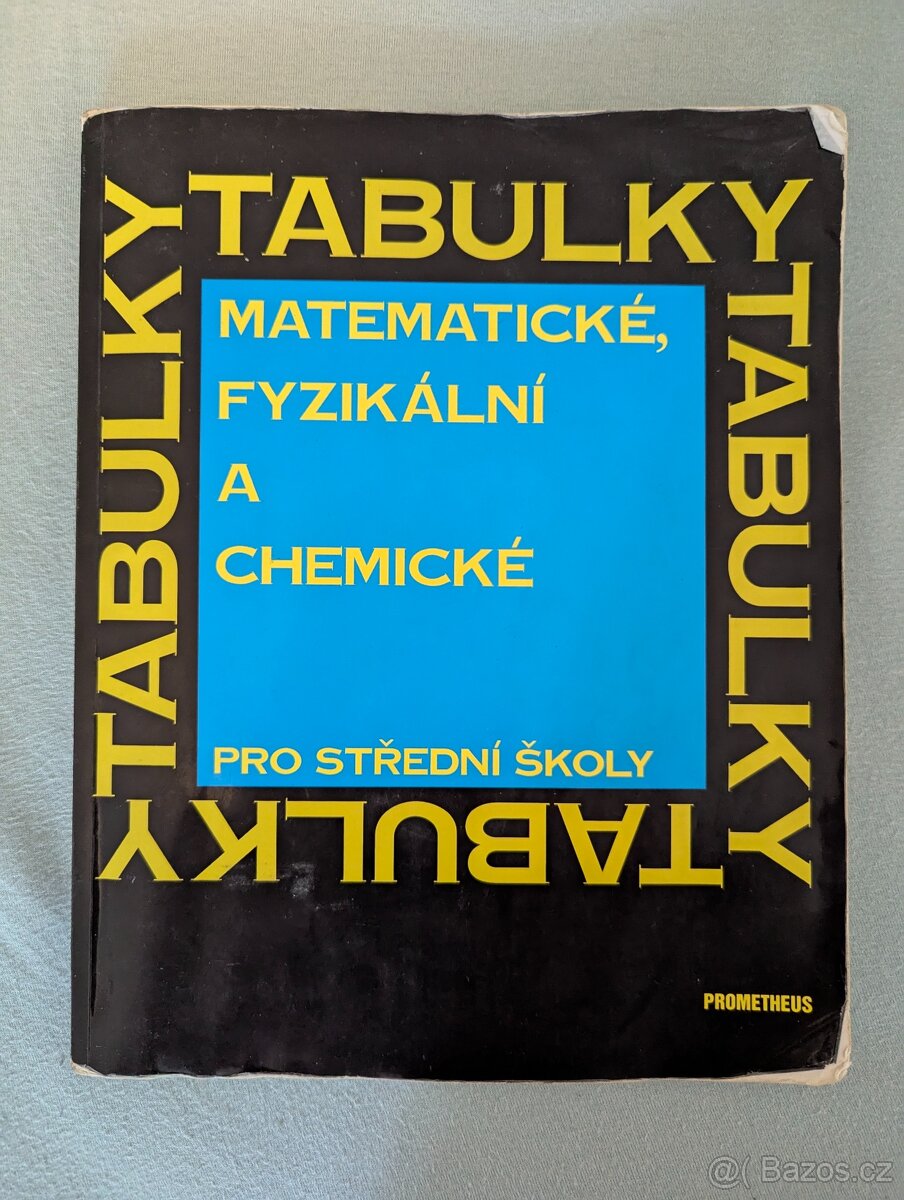 TABULKY
TABULKY
TABULKY
TABULKY
MATEMATICKÉ,
FYZIKÁLNÍ
A
CHEMICKÉ
PRO STŘEDNÍ ŠKOLY
PROMETHEUS
@( Bazos.cz